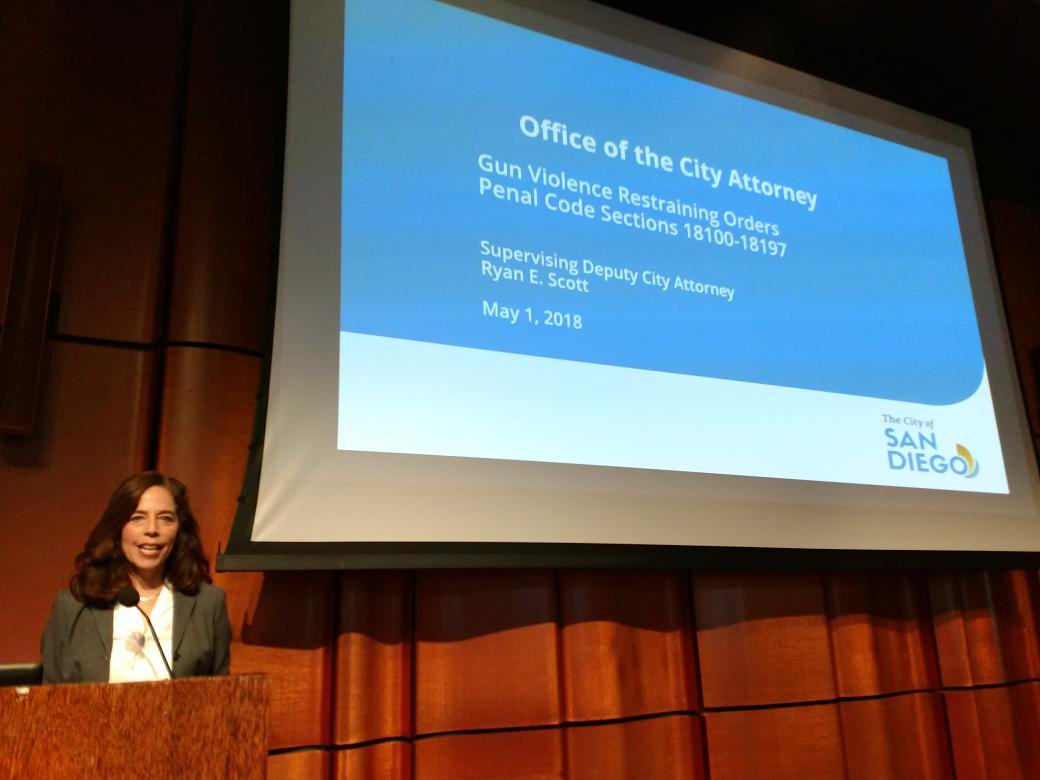 Office of the City Attorney
Gun Violence Restraining Orders
Penal Code Sections 18100-18197
Supervising Deputy City Attorney
Ryan E. Scott
May 1, 2018
The City of
SAN
DIEGO